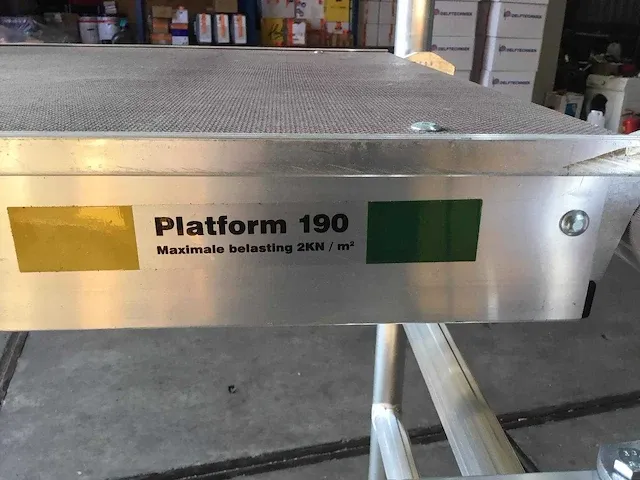 Platform 190
Maximale belasting 2KN / m²